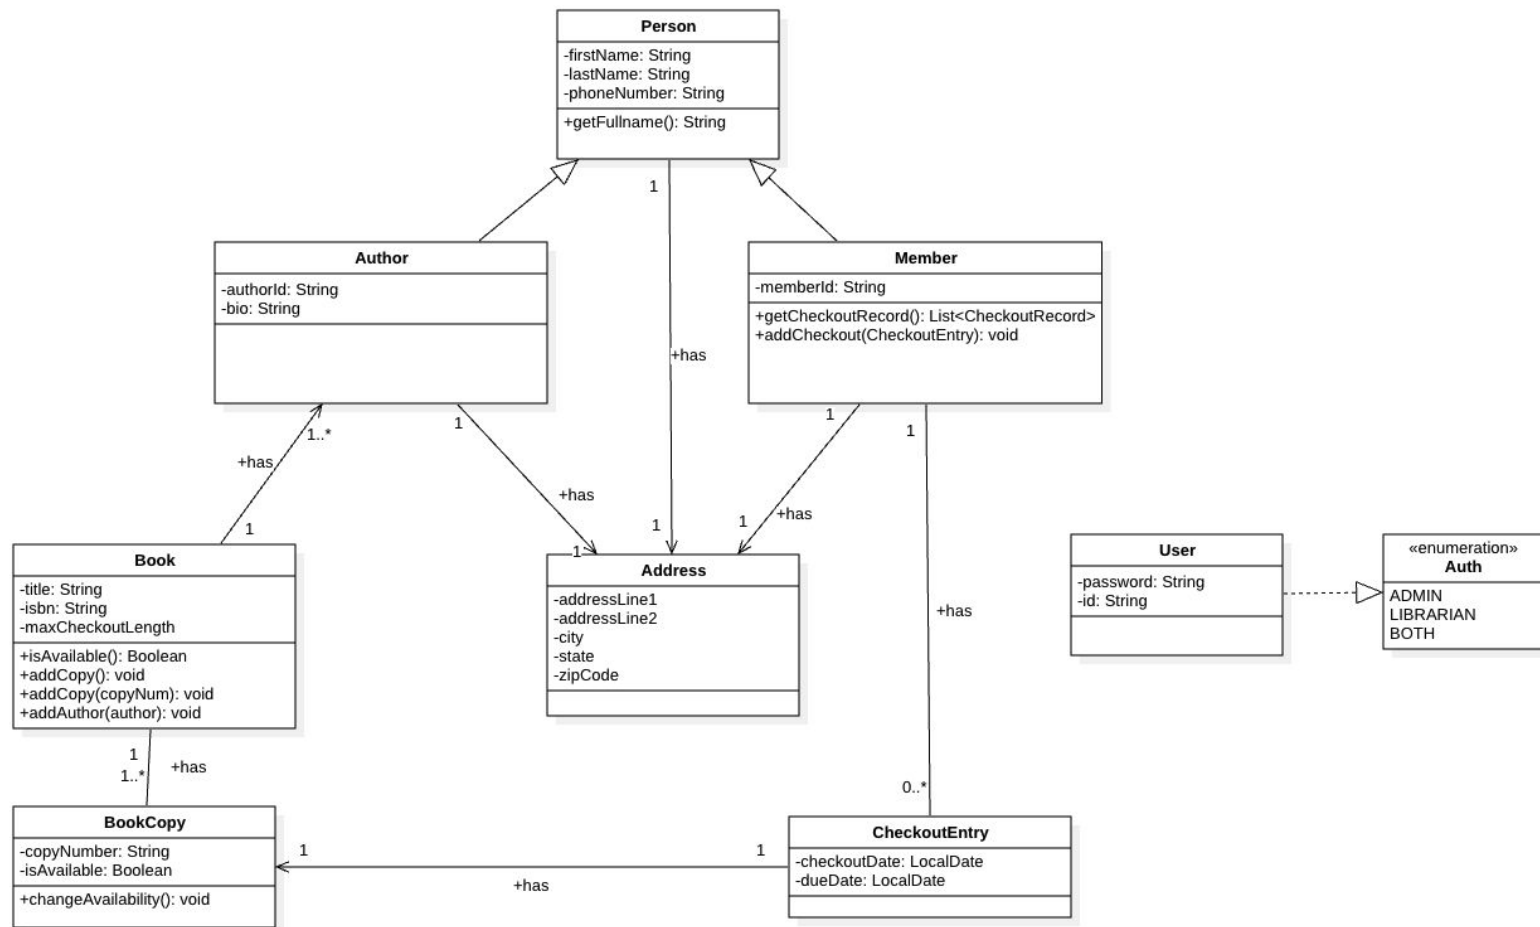 Person
-firstName: String
-lastName: String
-phoneNumber: String
+getFullname(): String
1
Author
-authorId: String
-bio: String
Member
-memberId: String
+getCheckoutRecord(): List<CheckoutRecord>
+addCheckout(CheckoutEntry): void
+has
1..*
1
1
1
+has
+has
+has
1
1
1
1
+has
Book
-title: String
-isbn: String
-maxCheckoutLength
+isAvailable(): Boolean
+addCopy(): void
+addCopy(copyNum): void
+addAuthor(author): void
Address
-addressLine1
-addressLine2
-city
-state
-zipCode
User
-password: String
-id: String
«enumeration»
Auth
ADMIN
LIBRARIAN
BOTH
+has
1
1..*
+has
0..*
BookCopy
-copyNumber: String
-isAvailable: Boolean
+changeAvailability(): void
1
1
+has
CheckoutEntry
-checkoutDate: LocalDate
-dueDate: LocalDate